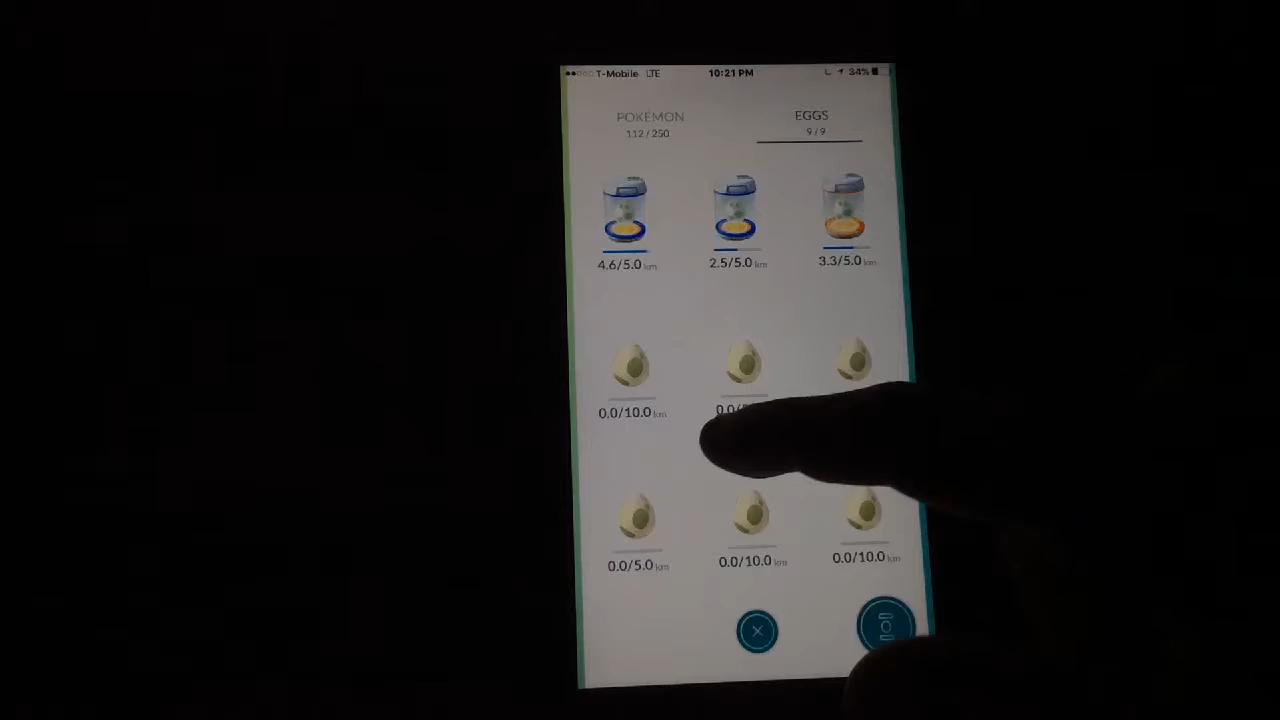 T-Mobile LTE 10:21 PM 34%
POKÉMON EGGS
112 / 250 9 / 9
4.6/5.0 km 2.5/5.0 km 3.3/5.0 km
0.0/10.0 km
0.0/5.0 km 0.0/10.0 km 0.0/10.0 km